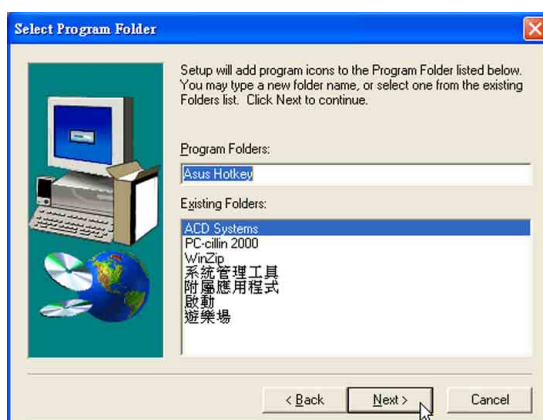 Select Program Folder
Setup will add program icons to the Program Folder listed below.
You may type a new folder name, or select one from the existing
Folders list. Click Next to continue.
Program Folders:
Asus Hotkey
Existing Folders:
ACD Systems
PC-cillin 2000
WinZip
系統管理工具
附屬應用程式
啟動
遊樂場
< Back
Next >
Cancel